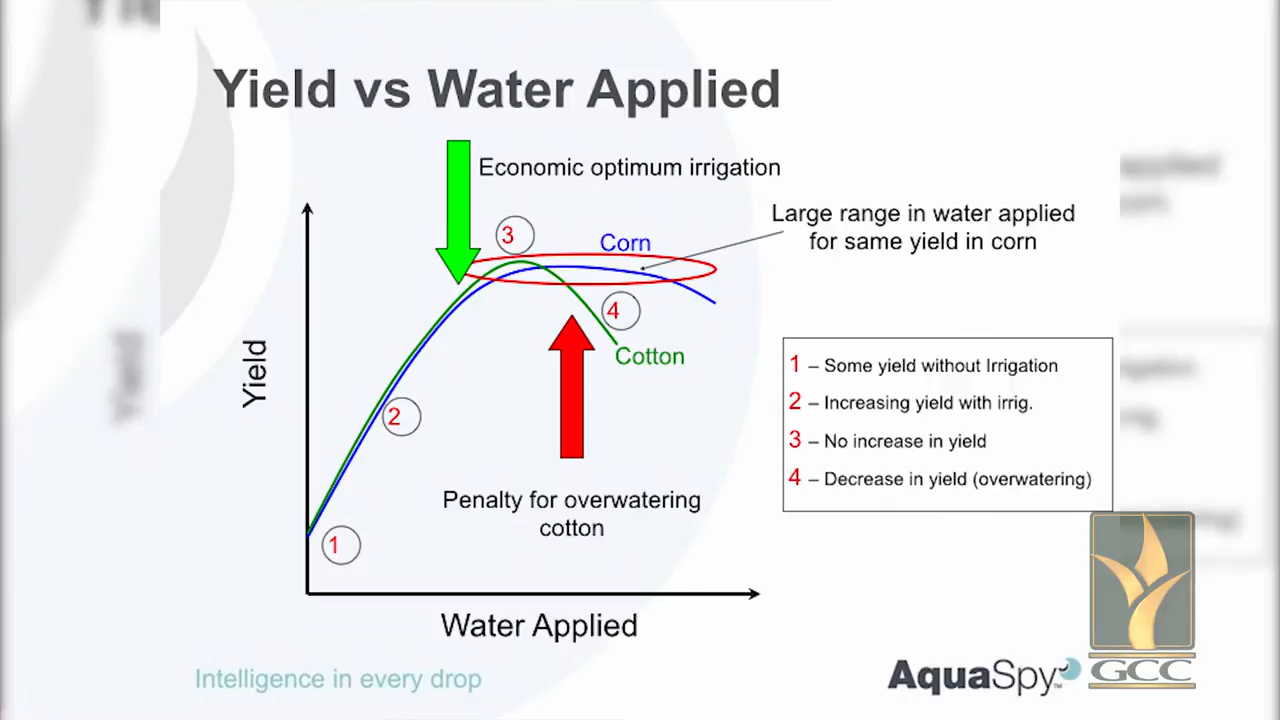 Yield vs Water Applied
Economic optimum irrigation
Large range in water applied
for same yield in corn
3
Corn
4
Cotton
Yield
2
1 – Some yield without Irrigation
2 – Increasing yield with irrig.
3 – No increase in yield
4 – Decrease in yield (overwatering)
Penalty for overwatering
cotton
1
Water Applied
Intelligence in every drop
AquaSpy™
GCC